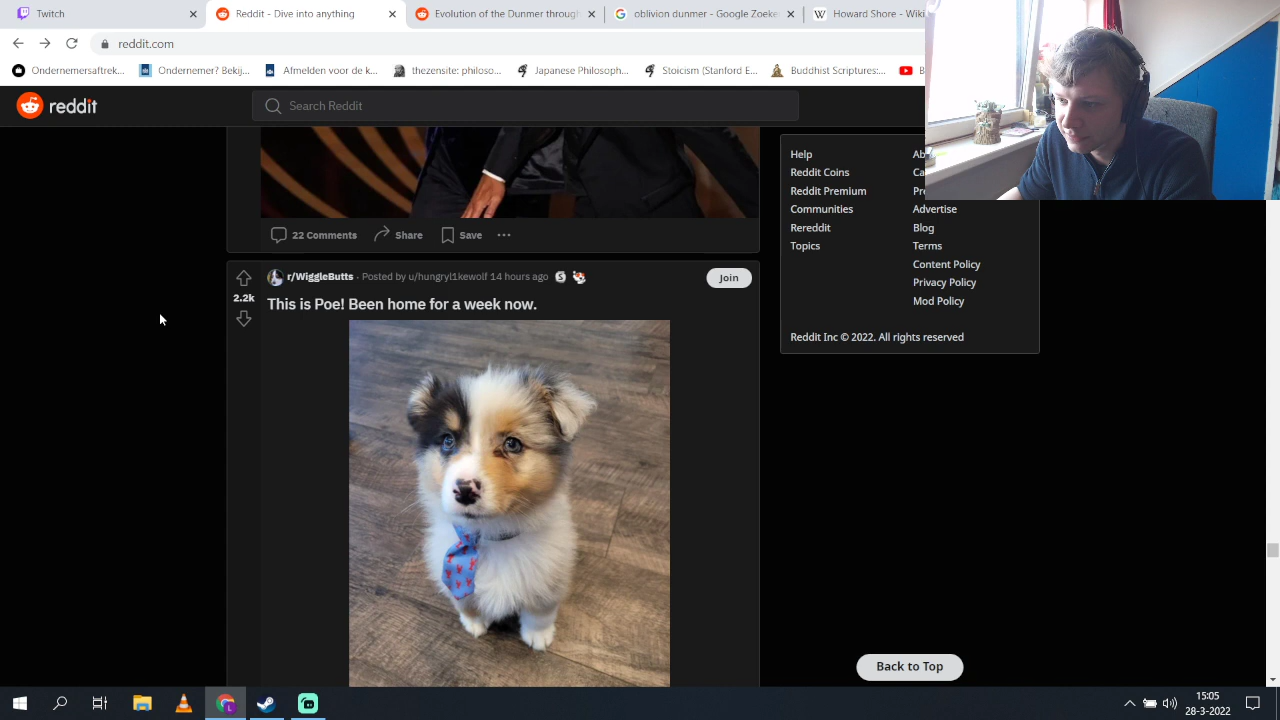 Twitch
Reddit - Dive into anything
Evolution of the Dunmer through
oblivion dunmer - Google Zoeke
Howard Shore - Wiki
reddit.com
Ondernemersaftrek...
Ondernemer? Bekij...
Afmelden voor de k...
thezensite: philoso...
Japanese Philosoph...
Stoicism (Stanford E...
Buddhist Scriptures:...
reddit
Search Reddit
Help
Reddit Coins
Reddit Premium
Communities
Advertise
Rereddit
Blog
Topics
Terms
Content Policy
Privacy Policy
Mod Policy
Reddit Inc © 2022. All rights reserved
22 Comments
Share
Save
r/WiggleButts · Posted by u/hungryl1kewolf 14 hours ago
Join
2.2k
This is Poe! Been home for a week now.
Back to Top
15:05
28-3-2022